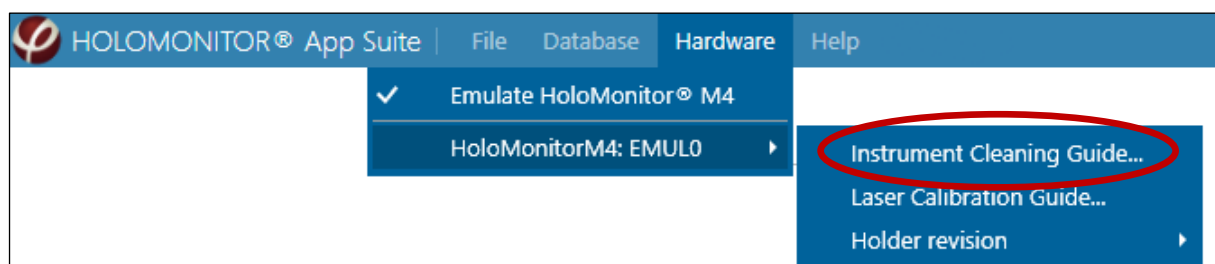 HOLOMONITOR® App Suite | File Database Hardware Help
Emulate HoloMonitor® M4
HoloMonitorM4: EMUL0
Instrument Cleaning Guide...
Laser Calibration Guide...
Holder revision